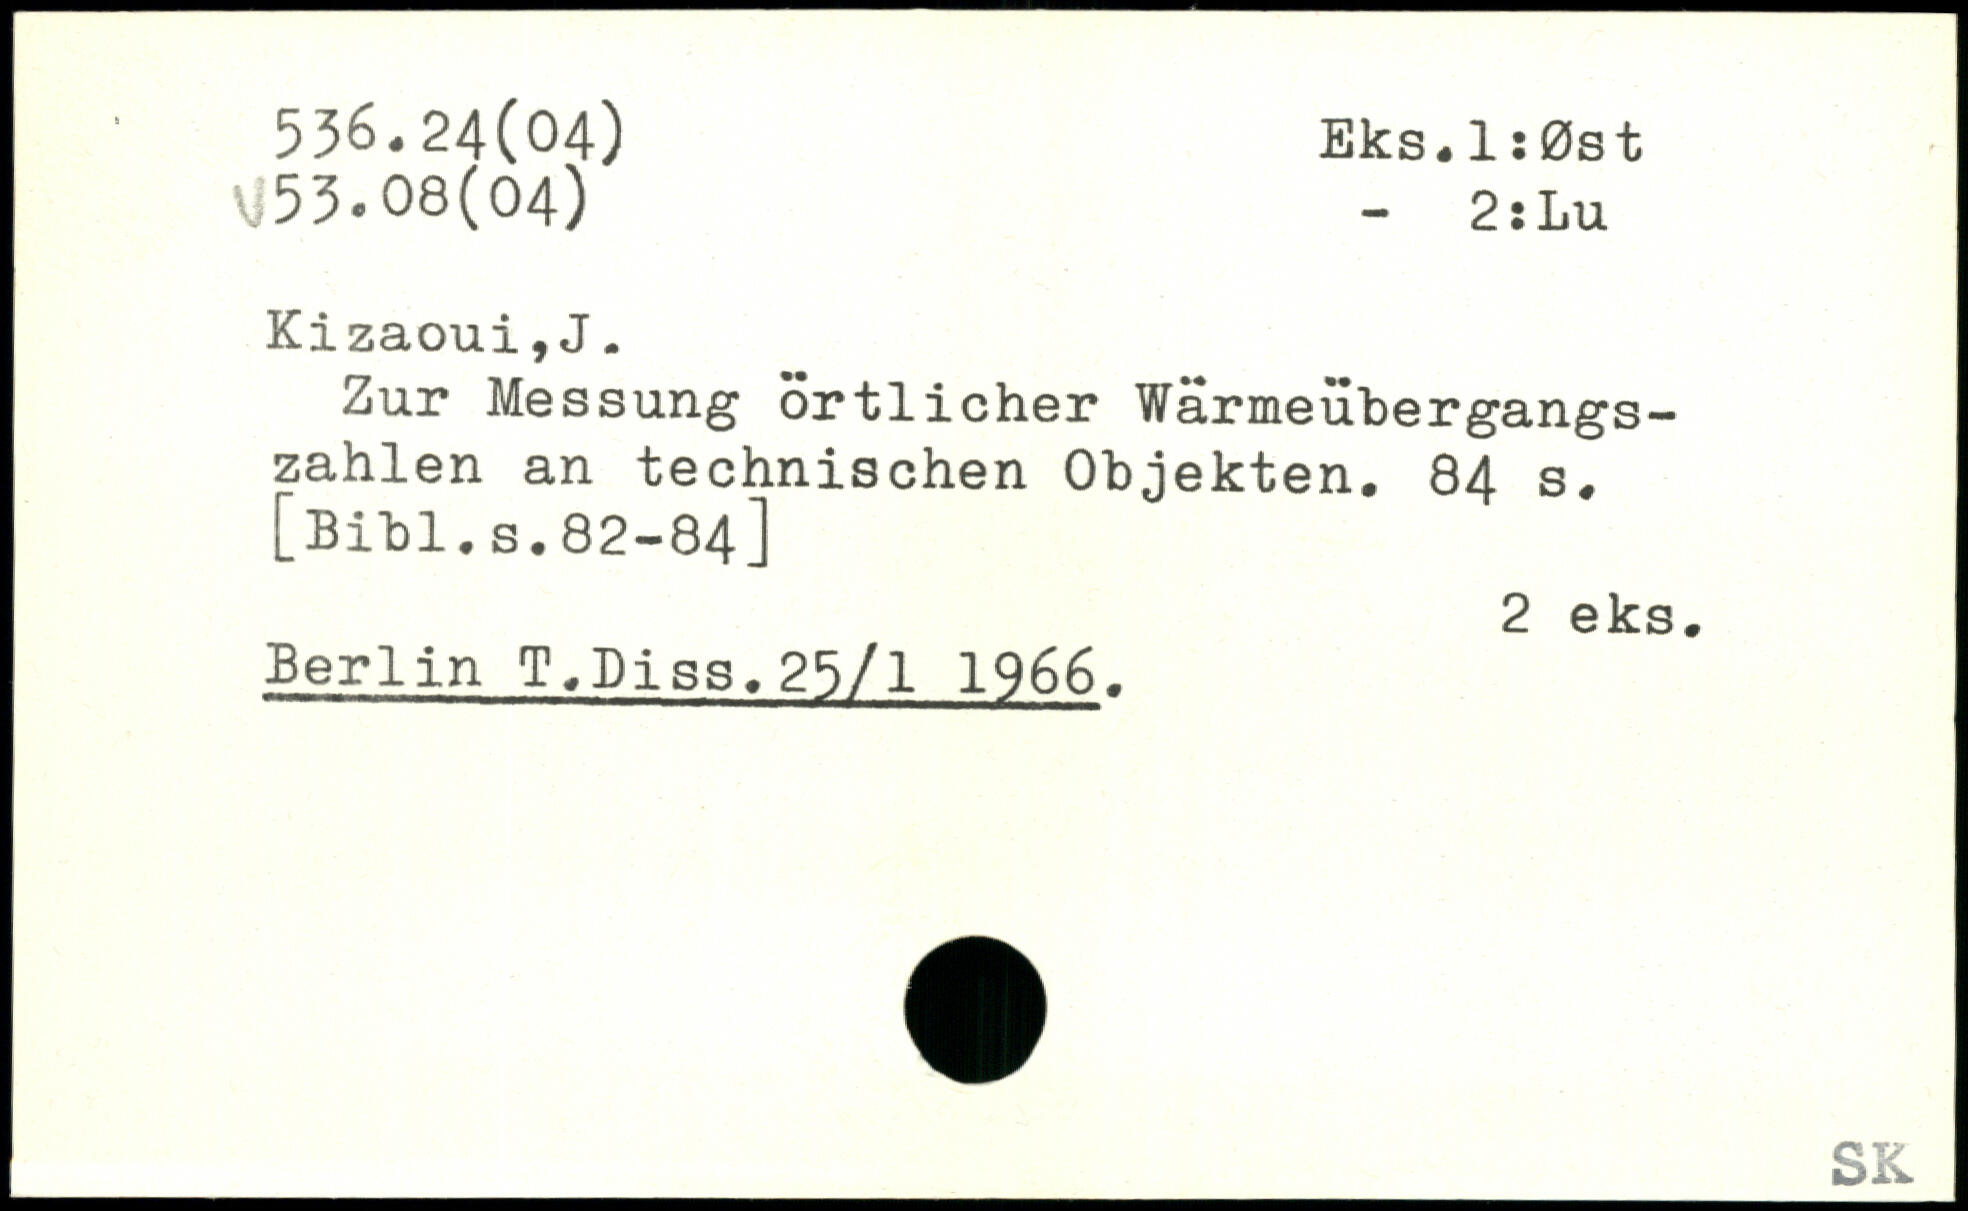 536.24(04)
Eks.1:Øst
v53.08(04)
- 2:Lu
Kizaoui,J.
Zur Messung örtlicher Wärmeübergangs-
zahlen an technischen Objekten. 84 s.
[Bibl.s.82-84]
2 eks.
Berlin T.Diss.25/1 1966.
SK